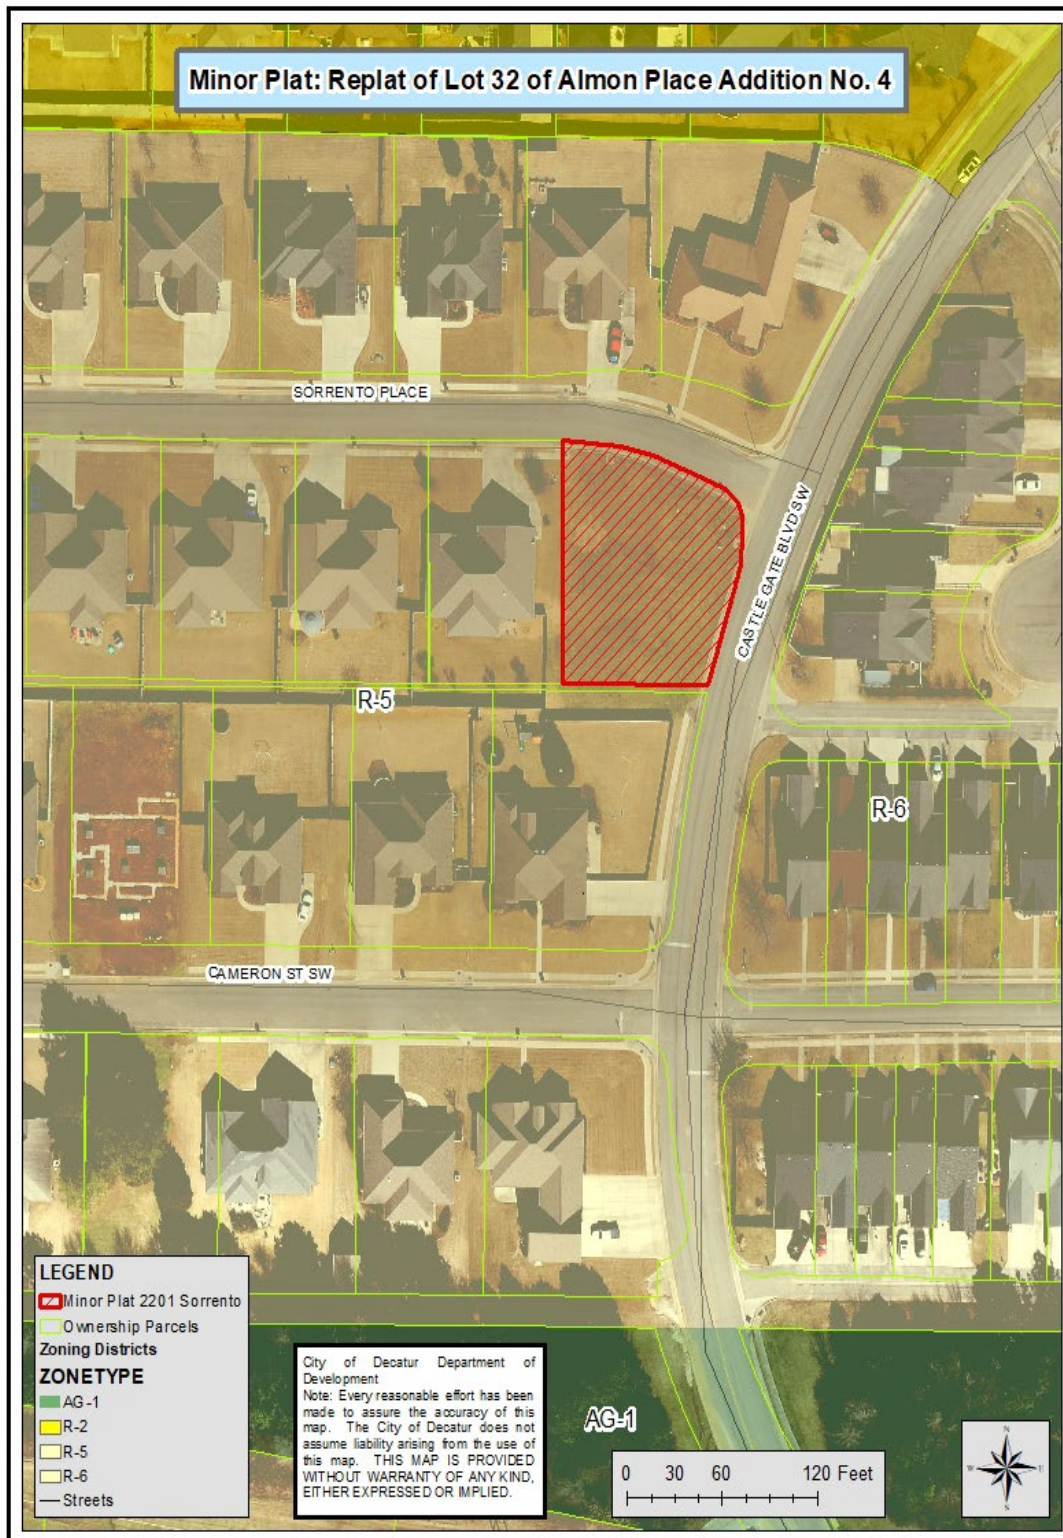 Minor Plat: Replat of Lot 32 of Almon Place Addition No. 4
SORRENTO PLACE
CASTLE GATE BLVD SW
R-5
R-6
CAMERON ST SW
LEGEND
Minor Plat 2201 Sorrento
Ownership Parcels
Zoning Districts
ZONETYPE
AG-1
R-2
R-5
R-6
Streets
City of Decatur Department of
Development
Note: Every reasonable effort has been
made to assure the accuracy of this
map. The City of Decatur does not
assume liability arising from the use of
this map. THIS MAP IS PROVIDED
WITHOUT WARRANTY OF ANY KIND,
EITHER EXPRESSED OR IMPLIED.
AG-1
0 30 60 120 Feet
N
W E
S